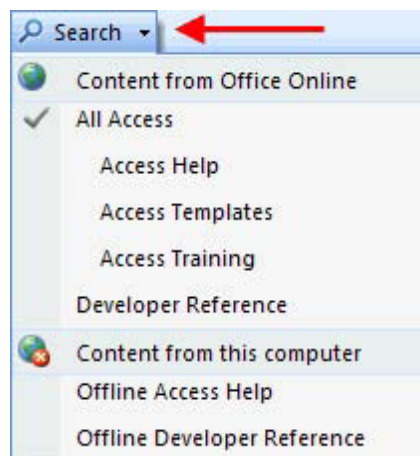 Search
Content from Office Online
All Access
Access Help
Access Templates
Access Training
Developer Reference
Content from this computer
Offline Access Help
Offline Developer Reference